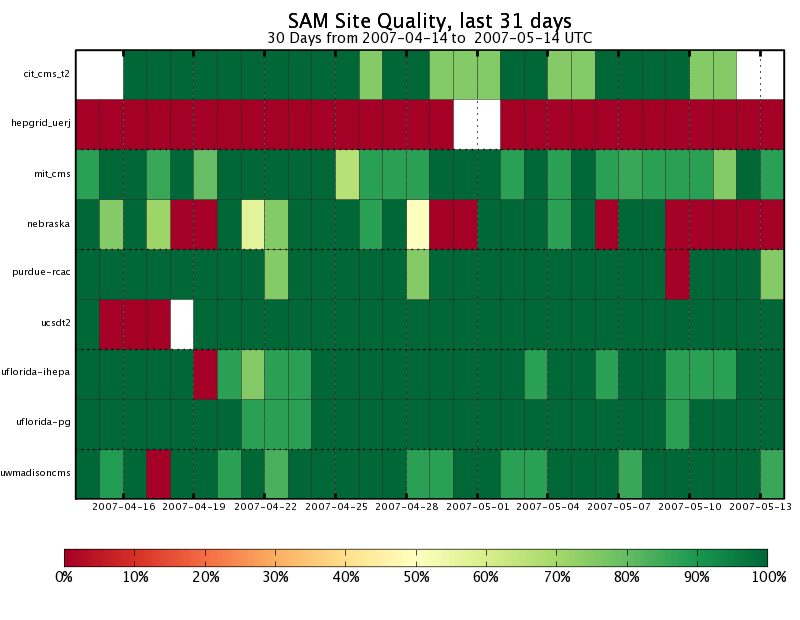 SAM Site Quality, last 31 days
30 Days from 2007-04-14 to 2007-05-14 UTC
cit_cms_t2
hepgrid_uerj
mit_cms
nebraska
purdue-rcac
ucsdt2
uflorida-ihepa
uflorida-pg
uwmadisoncms
2007-04-16 2007-04-19 2007-04-22 2007-04-25 2007-04-28 2007-05-01 2007-05-04 2007-05-07 2007-05-10 2007-05-13
0% 10% 20% 30% 40% 50% 60% 70% 80% 90% 100%